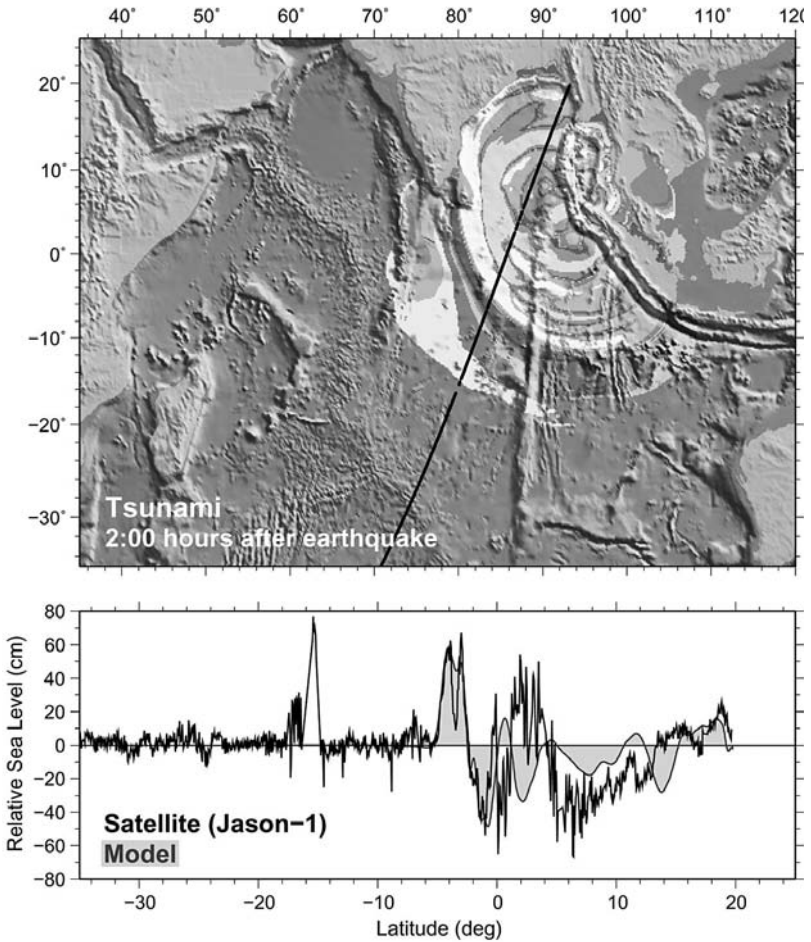 40° 50° 60° 70° 80° 90° 100° 110° 120
20°
10°
0°
−10°
−20°
−30°
Tsunami
2:00 hours after earthquake
80
60
40
20
0
−20
−40
−60
−80
Relative Sea Level (cm)
Satellite (Jason−1)
Model
−30 −20 −10 0 10 20
Latitude (deg)